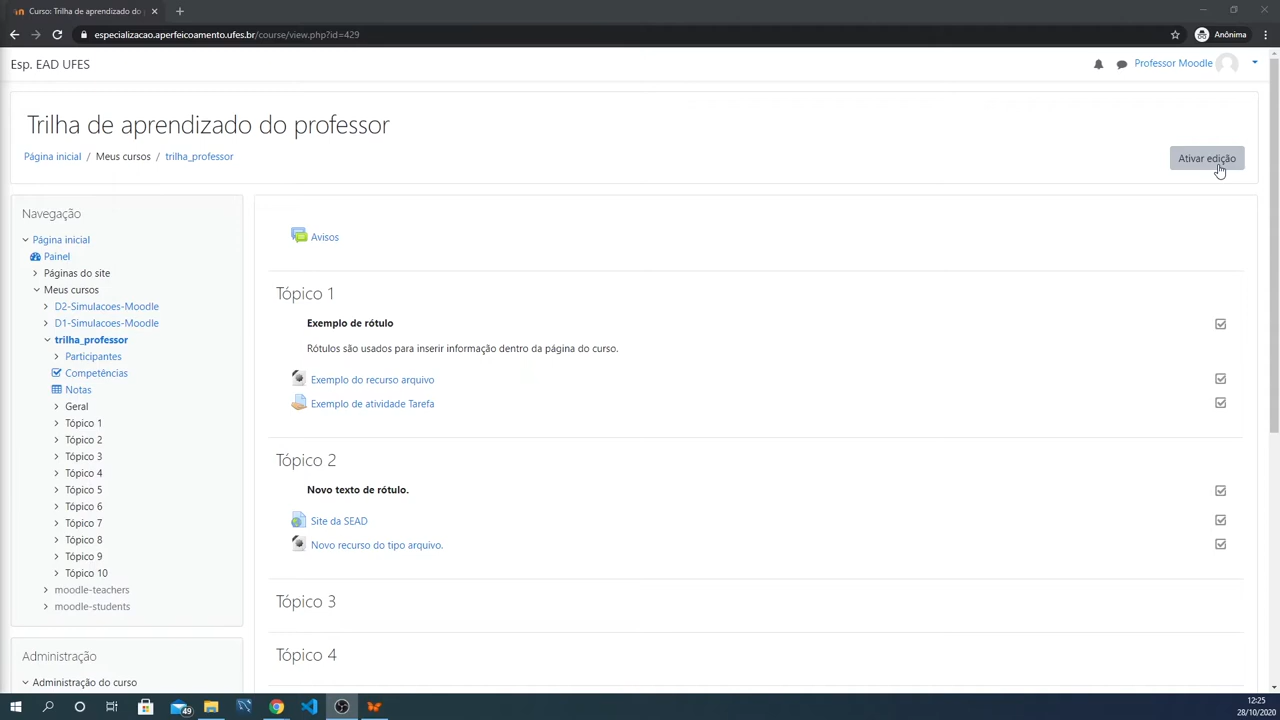 Curso: Trilha de aprendizado do
especializacao.aperfeicoamento.ufes.br/course/view.php?id=429
Anônima
Esp. EAD UFES
Professor Moodle
Trilha de aprendizado do professor
Página inicial / Meus cursos / trilha_professor
Ativar edição
Navegação
Página inicial
Painel
Páginas do site
Meus cursos
D2-Simulacoes-Moodle
D1-Simulacoes-Moodle
trilha_professor
Participantes
Competências
Notas
Geral
Tópico 1
Tópico 2
Tópico 3
Tópico 4
Tópico 5
Tópico 6
Tópico 7
Tópico 8
Tópico 9
Tópico 10
moodle-teachers
moodle-students
Administração
Administração do curso
Avisos
Tópico 1
Exemplo de rótulo
Rótulos são usados para inserir informação dentro da página do curso.
Exemplo do recurso arquivo
Exemplo de atividade Tarefa
Tópico 2
Novo texto de rótulo.
Site da SEAD
Novo recurso do tipo arquivo.
Tópico 3
Tópico 4
49
12:25
28/10/2020